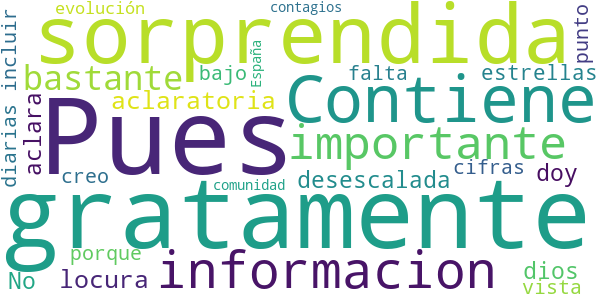 evolución
contagios
sorprendida
punto
diarias incluir
bastante
bajo
España
falta
estrellas
aclara
aclaratoria
Contiene
Pues
importante
creo
comunidad
desescalada
cifras
doy
gratamente
No
porque
locura
informacion
dios
vista